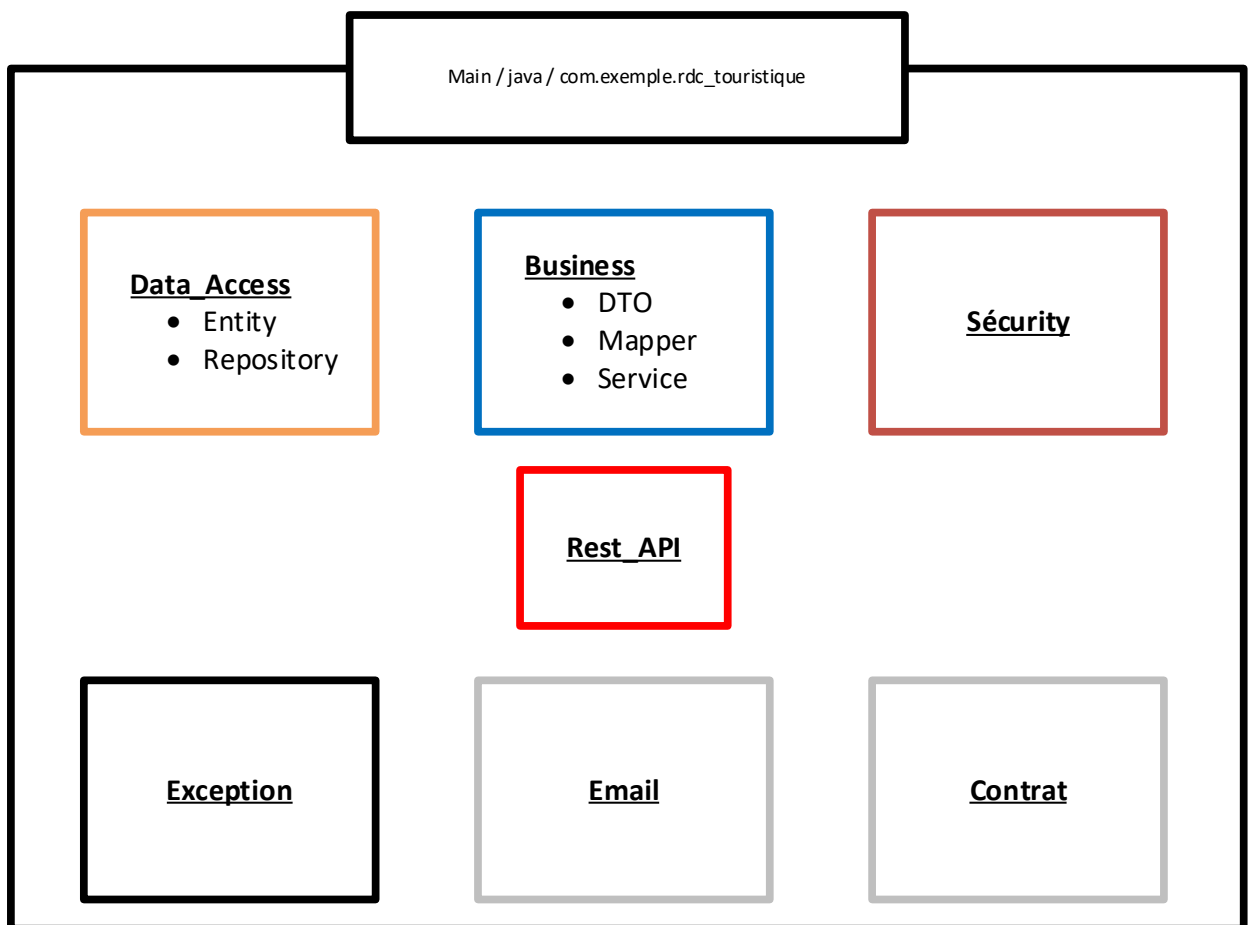 Main / java / com.exemple.rdc_touristique
Data_Access
• Entity
• Repository
Business
• DTO
• Mapper
• Service
Sécurity
Rest_API
Exception
Email
Contrat